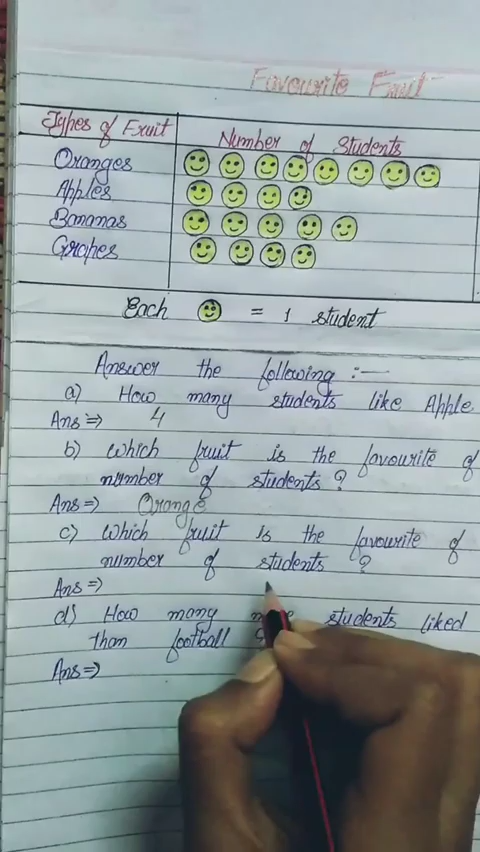 Favourite Fruit
Types of Fruit
Number of Students
Oranges
Apples
Bananas
Grapes
Each = 1 student
Answer the following :—
a) How many students like Apple
Ans ⇒ 4
b) Which fruit is the favourite of
number of students ?
Ans ⇒ Orange
c) Which fruit is the favourite of
number of students ?
Ans ⇒
d) How many students liked
than football
Ans ⇒